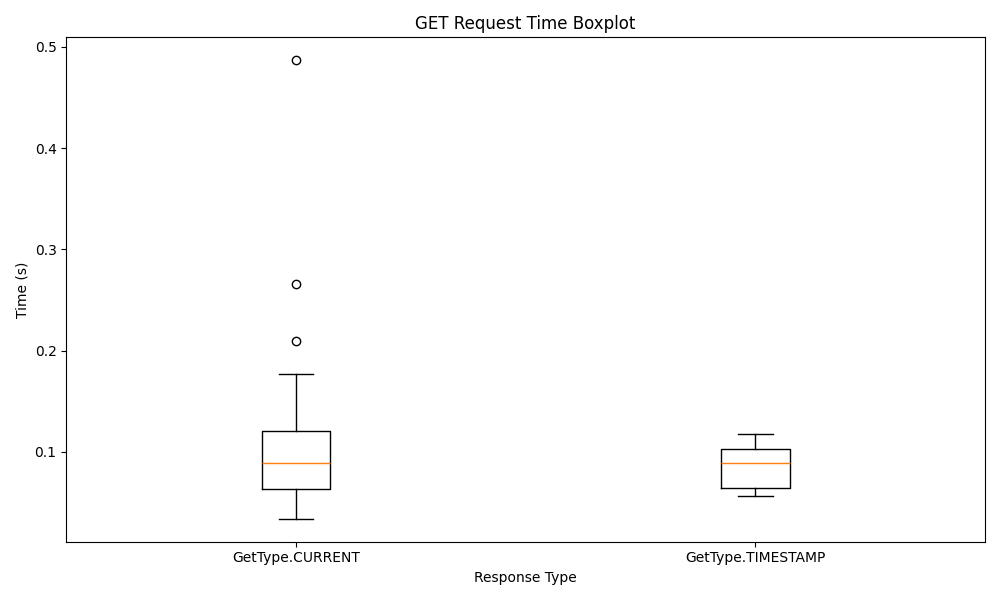 GET Request Time Boxplot
0.5
0.4
0.3
0.2
0.1
Time (s)
GetType.CURRENT
GetType.TIMESTAMP
Response Type